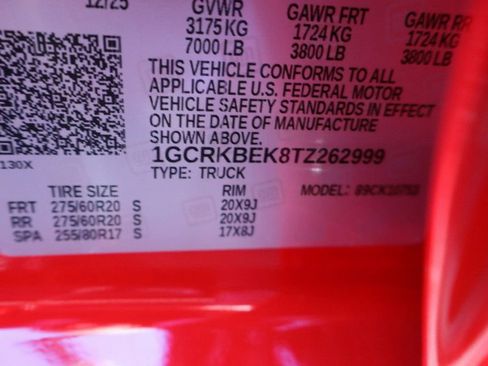 12/25 GVWR GAWR FRT GAWR RR
3175 KG 1724 KG 1724 KG
7000 LB 3800 LB 3800 LB
THIS VEHICLE CONFORMS TO ALL
APPLICABLE U.S. FEDERAL MOTOR
VEHICLE SAFETY STANDARDS IN EFFECT
ON THE DATE OF MANUFACTURE
SHOWN ABOVE.
130X 1GCRKBEK8TZ262999
TYPE: TRUCK
TIRE SIZE RIM MODEL:
FRT 275/60R20 S 20X9J
RR 275/60R20 S 20X9J
SPA 255/80R17 S 17X8J